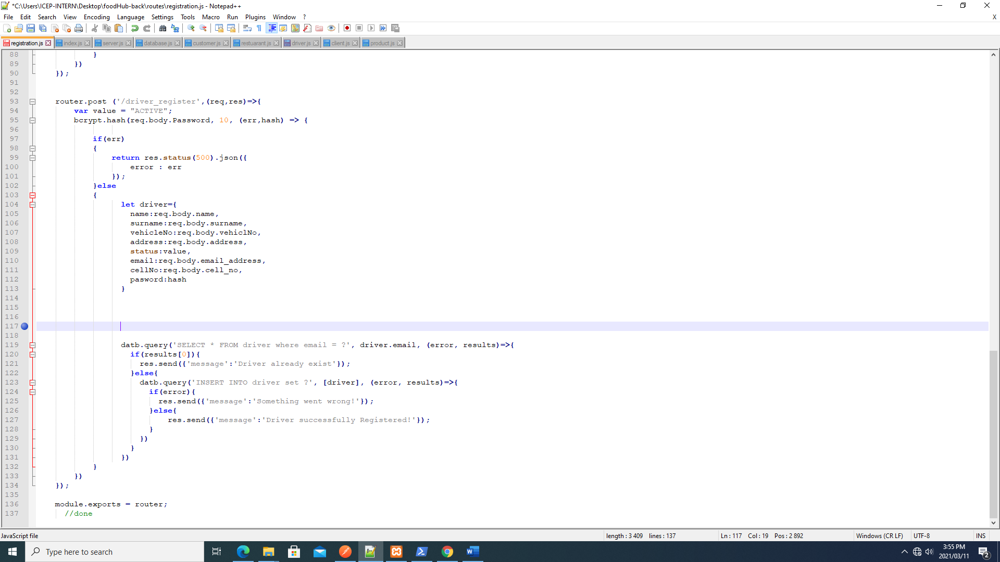 *C:\Users\ICEP-INTERN\Desktop\foodHub-back\routes\registration.js - Notepad++
File Edit Search View Encoding Language Settings Tools Macro Run Plugins Window ? X
registration.js index.js server.js database.js customer.js restuarant.js driver.js client.js product.js
88 }
89 })
90 });
91
92
93 router.post ('/driver_register',(req,res)=>{
94 var value = "ACTIVE";
95 bcrypt.hash(req.body.Password, 10, (err,hash) => {
96
97 if(err)
98 {
99 return res.status(500).json({
100 error : err
101 });
102 }else
103 {
104 let driver={
105 name:req.body.name,
106 surname:req.body.surname,
107 vehicleNo:req.body.vehiclNo,
108 address:req.body.address,
109 status:value,
110 email:req.body.email_address,
111 cellNo:req.body.cell_no,
112 pasword:hash
113 }
114
115
116
117
118
119 datb.query('SELECT * FROM driver where email = ?', driver.email, (error, results)=>{
120 if(results[0]){
121 res.send({'message':'Driver already exist'});
122 }else{
123 datb.query('INSERT INTO driver set ?', [driver], (error, results)=>{
124 if(error){
125 res.send({'message':'Something went wrong!'});
126 }else{
127 res.send({'message':'Driver successfully Registered!'});
128 }
129 })
130 }
131 })
132 }
133 })
134 });
135
136 module.exports = router;
137 //done
JavaScript file length : 3 409 lines : 137 Ln : 117 Col : 19 Pos : 2 892 Windows (CR LF) UTF-8 INS
Type here to search
3:55 PM
2021/03/11
2